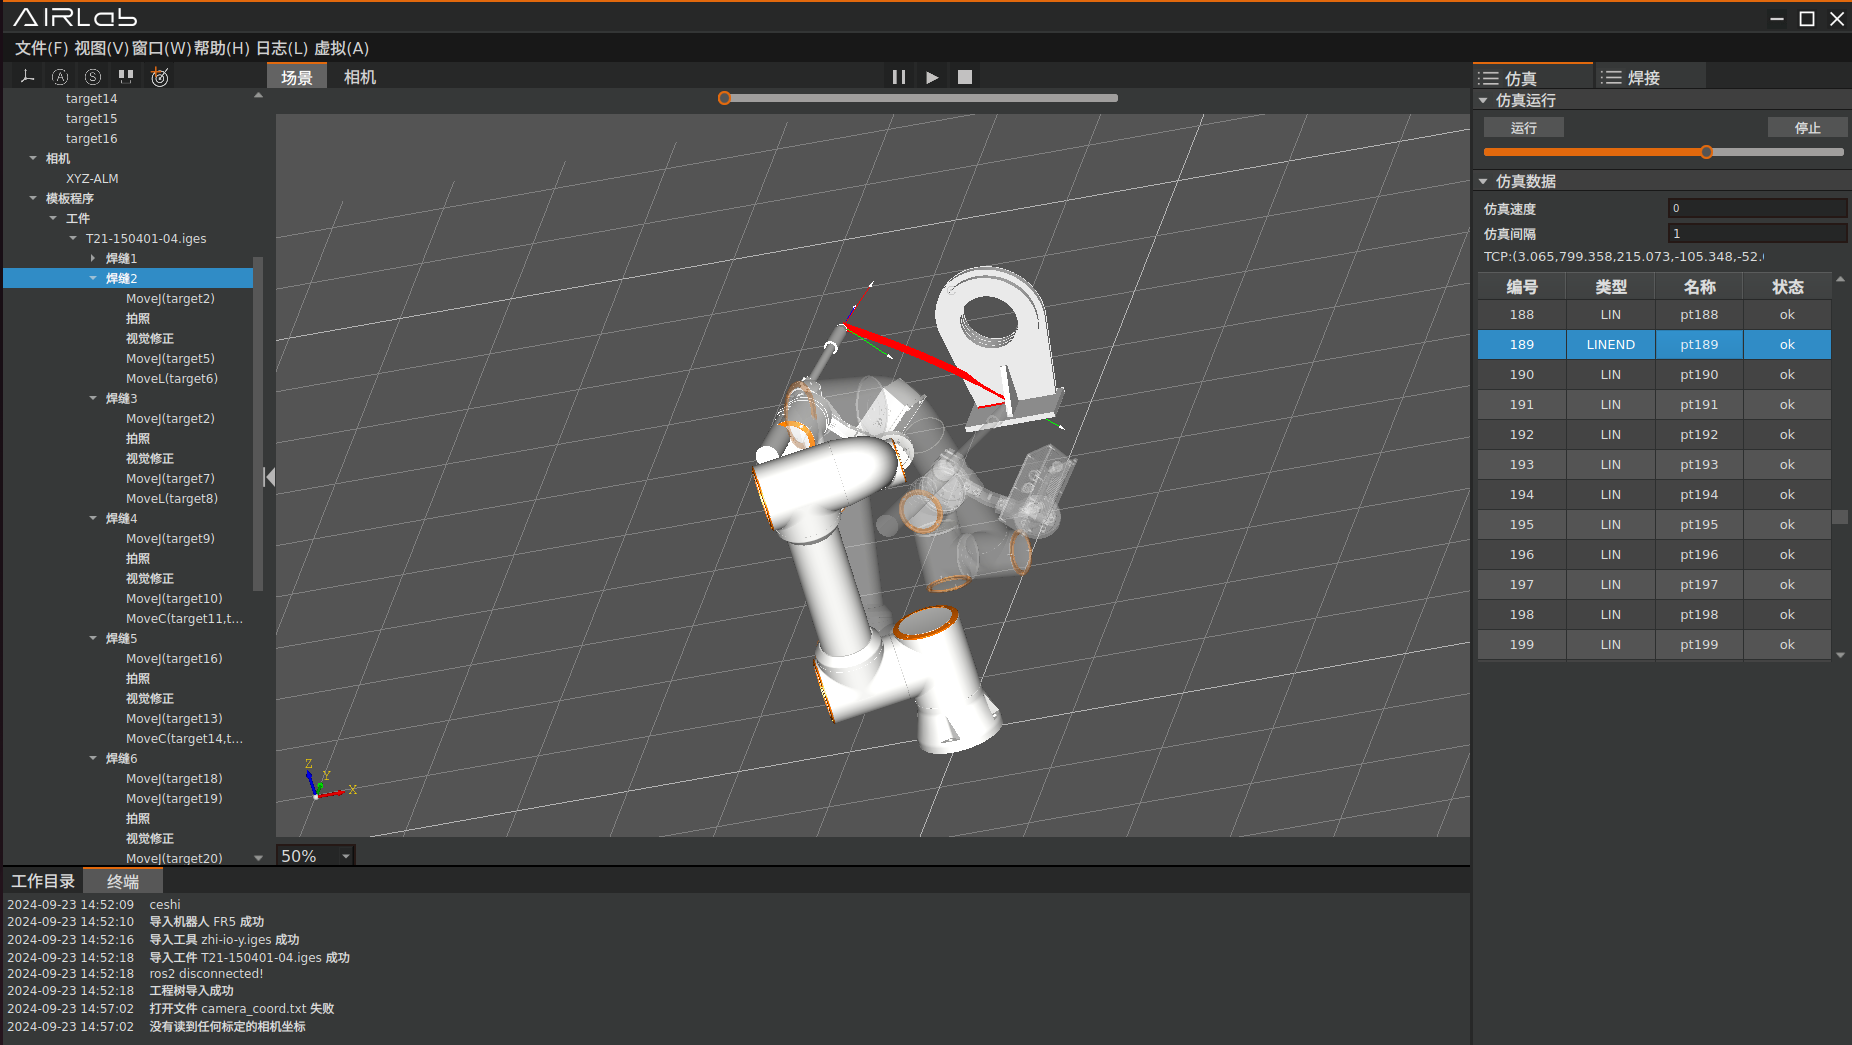 AIRLab
文件(F) 视图(V) 窗口(W) 帮助(H) 日志(L) 虚拟(A)
A S
场景 相机
target14
target15
target16
相机
XYZ-ALM
模板程序
工件
T21-150401-04.iges
焊缝1
焊缝2
MoveJ(target2)
拍照
视觉修正
MoveJ(target5)
MoveL(target6)
焊缝3
MoveJ(target2)
拍照
视觉修正
MoveJ(target7)
MoveL(target8)
焊缝4
MoveJ(target9)
拍照
视觉修正
MoveJ(target10)
MoveC(target11,t...
焊缝5
MoveJ(target16)
拍照
视觉修正
MoveJ(target13)
MoveC(target14,t...
焊缝6
MoveJ(target18)
MoveJ(target19)
拍照
视觉修正
MoveJ(target20)
Z
Y
X
50%
仿真 焊接
仿真运行
运行 停止
仿真数据
仿真速度 0
仿真间隔 1
TCP:(3.065,799.358,215.073,-105.348,-52.
编号 类型 名称 状态
188 LIN pt188 ok
189 LINEND pt189 ok
190 LIN pt190 ok
191 LIN pt191 ok
192 LIN pt192 ok
193 LIN pt193 ok
194 LIN pt194 ok
195 LIN pt195 ok
196 LIN pt196 ok
197 LIN pt197 ok
198 LIN pt198 ok
199 LIN pt199 ok
工作目录 终端
2024-09-23 14:52:09 ceshi
2024-09-23 14:52:10 导入机器人 FR5 成功
2024-09-23 14:52:16 导入工具 zhi-io-y.iges 成功
2024-09-23 14:52:18 导入工件 T21-150401-04.iges 成功
2024-09-23 14:52:18 ros2 disconnected!
2024-09-23 14:52:18 工程树导入成功
2024-09-23 14:57:02 打开文件 camera_coord.txt 失败
2024-09-23 14:57:02 没有读到任何标定的相机坐标